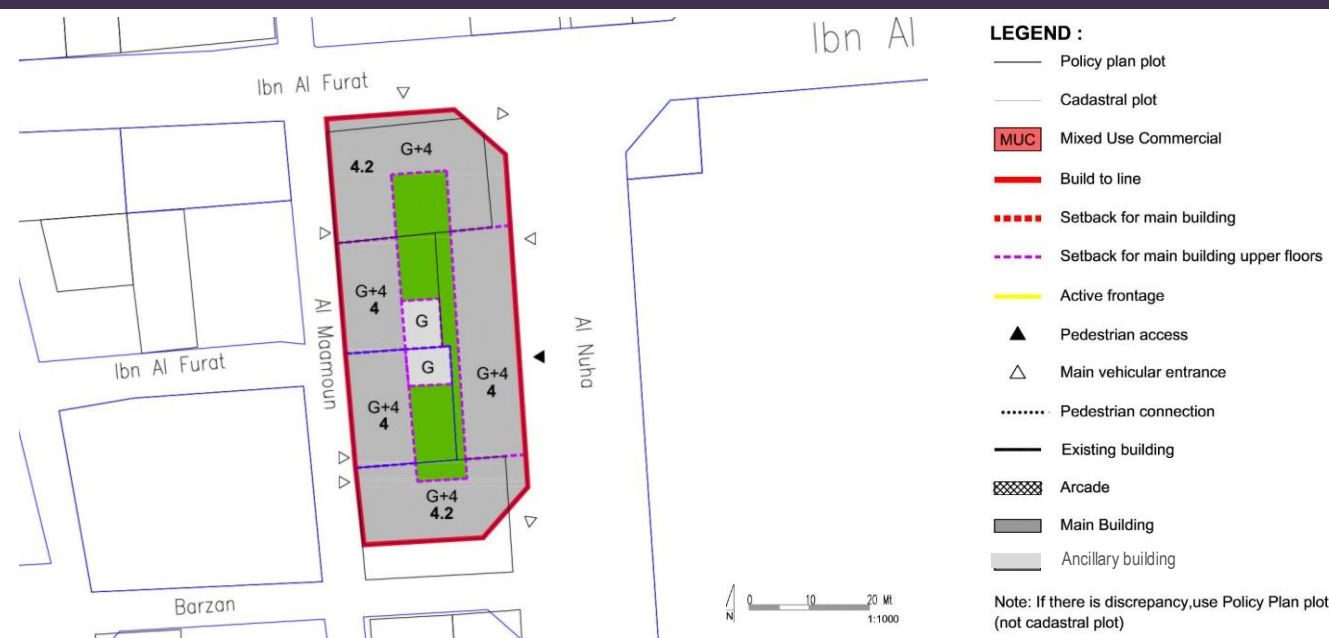 Ibn Al
Ibn Al Furat
G+4
4.2
G+4
4
G
Al Maamoun
Al Nuha
Ibn Al Furat
G
G+4
4
G+4
4
G+4
4.2
Barzan
N
0 10 20 Mt
1:1000
LEGEND :
Policy plan plot
Cadastral plot
MUC Mixed Use Commercial
Build to line
Setback for main building
Setback for main building upper floors
Active frontage
Pedestrian access
Main vehicular entrance
Pedestrian connection
Existing building
Arcade
Main Building
Ancillary building
Note: If there is discrepancy,use Policy Plan plot
(not cadastral plot)